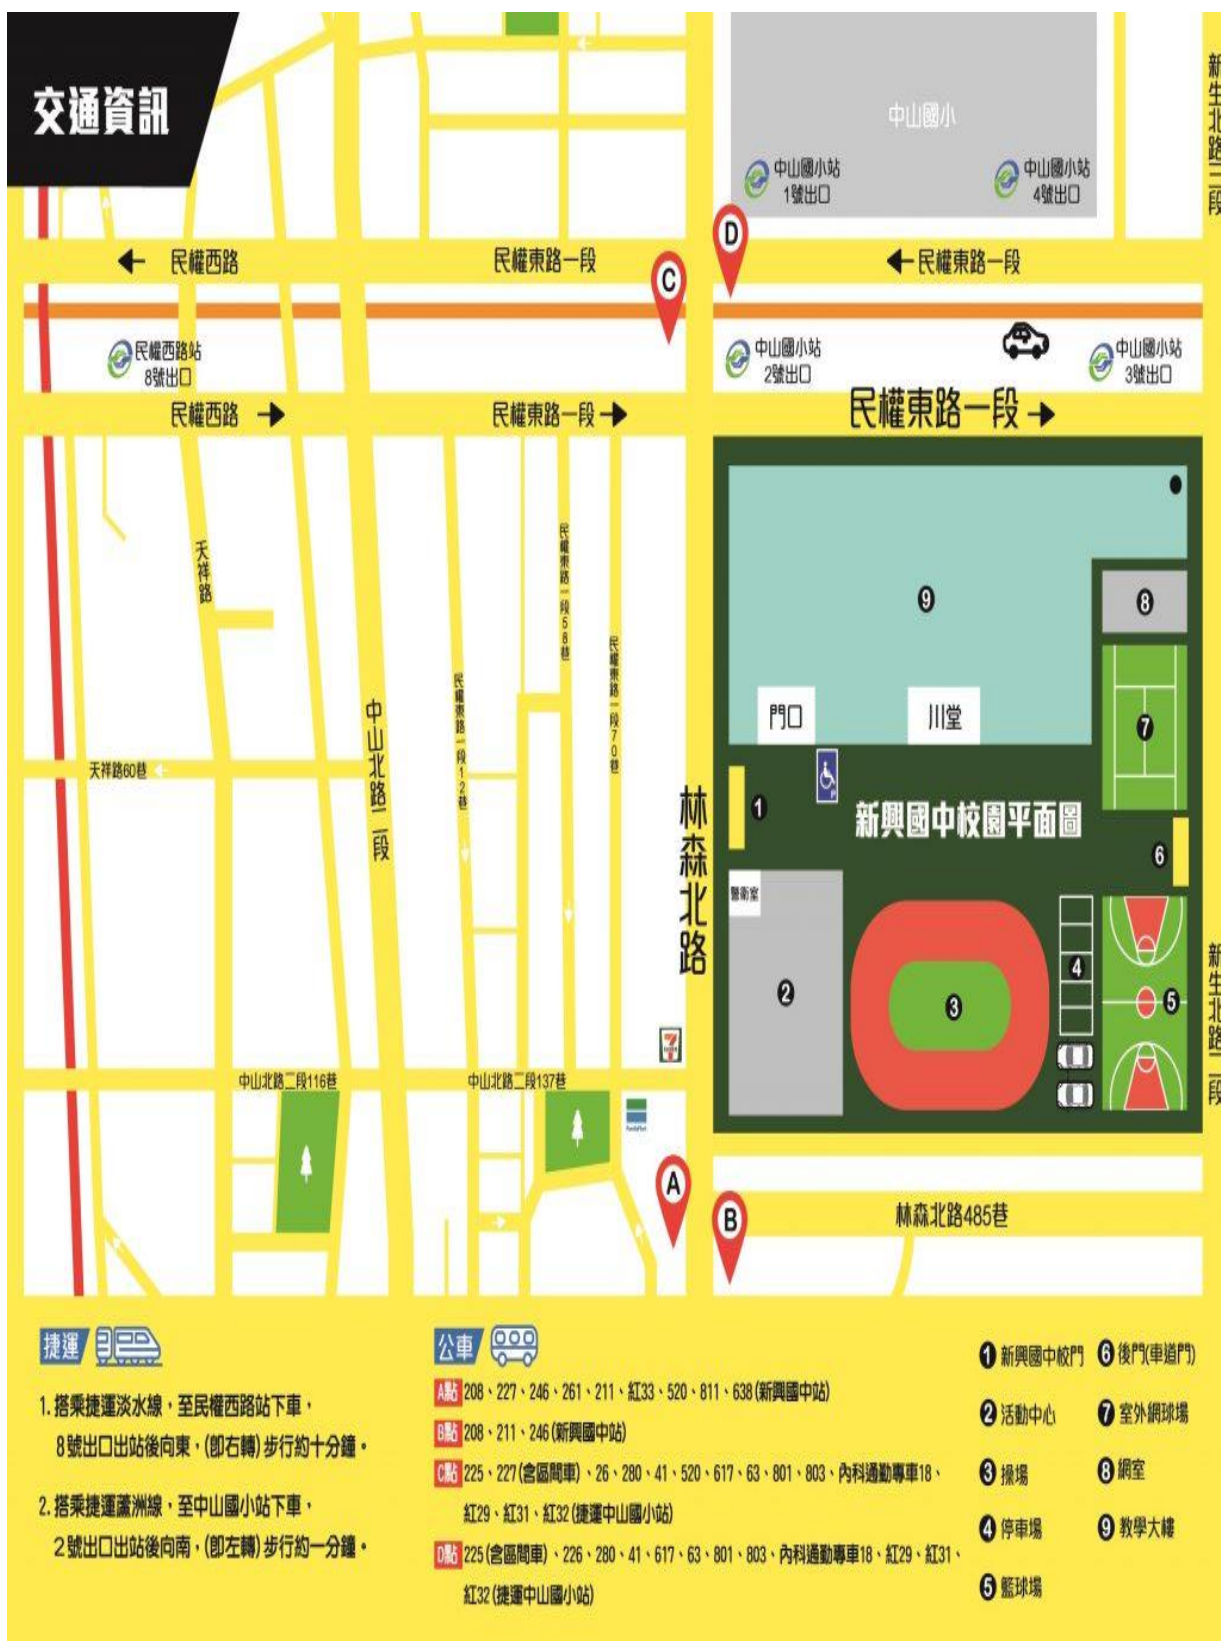 交通資訊
中山國小
新生北路二段
中山國小站
1號出口
中山國小站
4號出口
D
民權西路
民權東路一段
民權東路一段
C
民權西路站
8號出口
中山國小站
2號出口
中山國小站
3號出口
民權西路
民權東路一段
民權東路一段
天祥路
民權東路一段58巷
民權東路一段70巷
民權東路一段12巷
中山北路二段
天祥路60巷
林森北路
9
8
7
門口
川堂
P
1
新興國中校園平面圖
6
警衛室
2
3
4
5
新生北路二段
7
中山北路二段116巷
中山北路二段137巷
FamilyMart
A
B
林森北路485巷
捷運
1. 搭乘捷運淡水線，至民權西路站下車，
8號出口出站後向東，(卽右轉)步行約十分鐘。
2. 搭乘捷運蘆洲線，至中山國小站下車，
2號出口出站後向南，(卽左轉)步行約一分鐘。
公車
A點 208、227、246、261、211、紅33、520、811、638(新興國中站)
B點 208、211、246(新興國中站)
C點 225、227(含區間車)、26、280、41、520、617、63、801、803、內科通勤專車18、
紅29、紅31、紅32(捷運中山國小站)
D點 225(含區間車)、226、280、41、617、63、801、803、內科通勤專車18、紅29、紅31、
紅32(捷運中山國小站)
1 新興國中校門
2 活動中心
3 操場
4 停車場
5 籃球場
6 後門(車道門)
7 室外網球場
8 網室
9 教學大樓